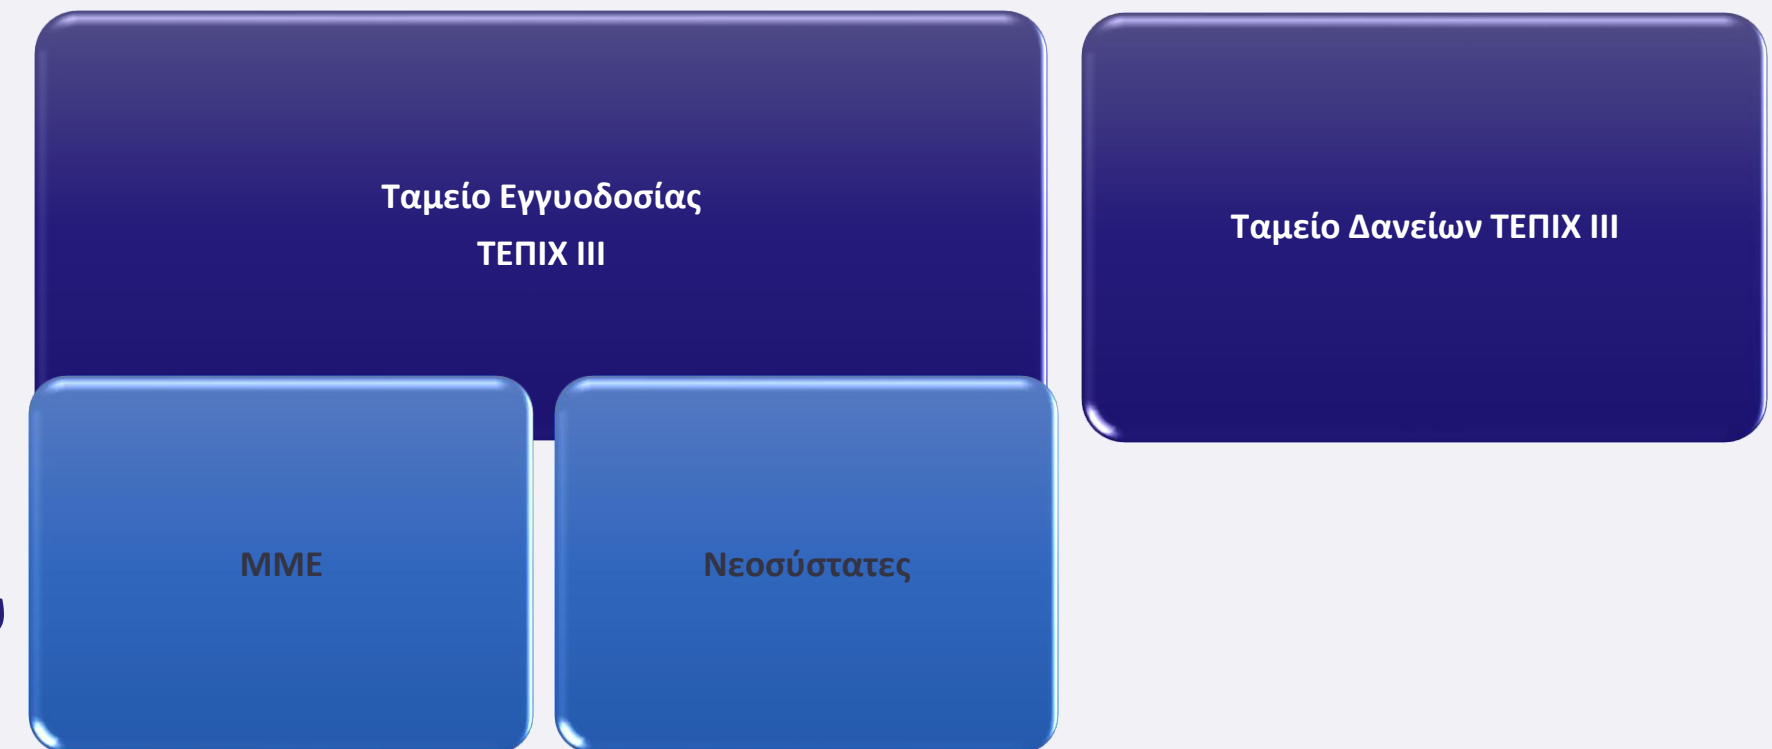 Ταμείο Εγγυοδοσίας
ΤΕΠΙΧ ΙΙΙ
Ταμείο Δανείων ΤΕΠΙΧ ΙΙΙ
ΜΜΕ
Νεοσύστατες